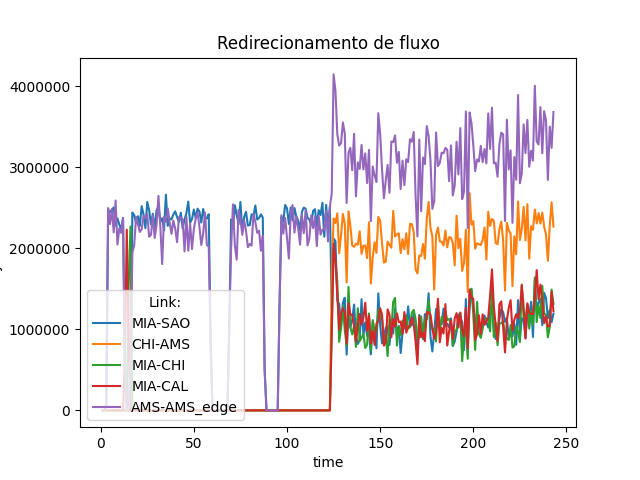 Redirecionamento de fluxo
4000000
3000000
2000000
1000000
0
Link:
MIA-SAO
CHI-AMS
MIA-CHI
MIA-CAL
AMS-AMS_edge
0 50 100 150 200 250
time